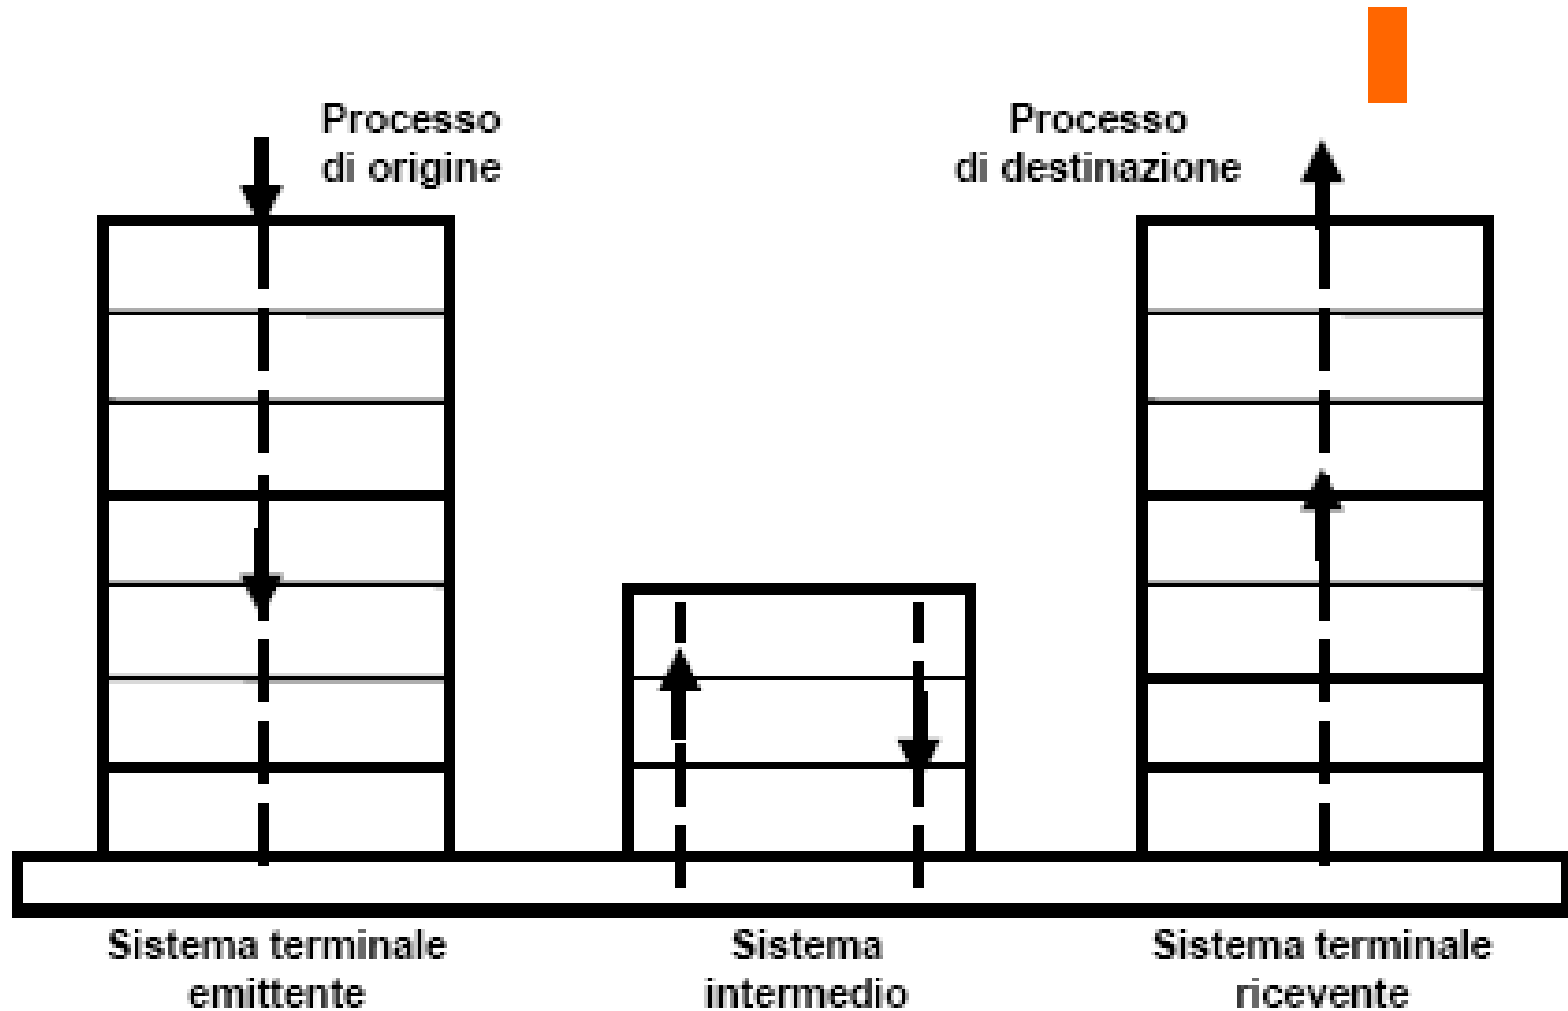 Processo
di origine
Processo
di destinazione
Sistema terminale
emittente
Sistema
intermedio
Sistema terminale
ricevente